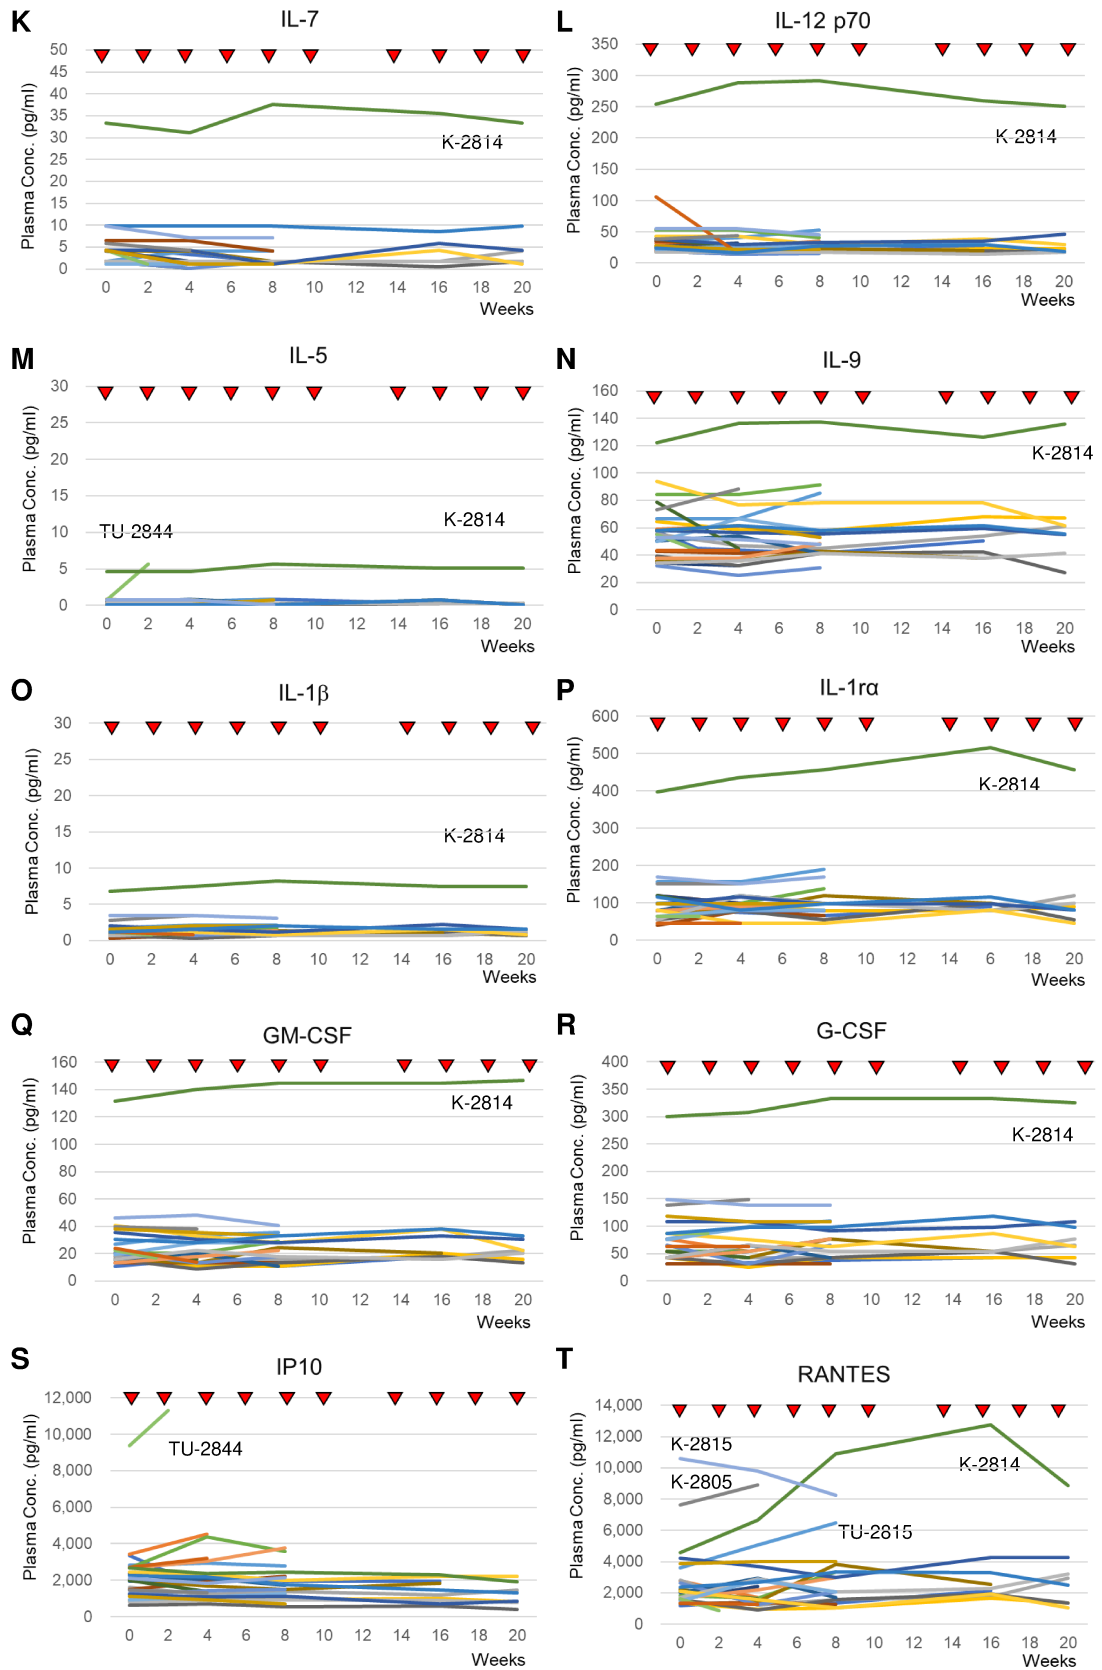 K
IL-7
Plasma Conc. (pg/ml)
50
45
40
35
30
25
20
15
10
5
0
K-2814
0 2 4 6 8 10 12 14 16 18 20
Weeks
L
IL-12 p70
Plasma Conc. (pg/ml)
350
300
250
200
150
100
50
0
K-2814
0 2 4 6 8 10 12 14 16 18 20
Weeks
M
IL-5
Plasma Conc. (pg/ml)
30
25
20
15
10
5
0
TU-2844
K-2814
0 2 4 6 8 10 12 14 16 18 20
Weeks
N
IL-9
Plasma Conc. (pg/ml)
160
140
120
100
80
60
40
20
0
K-2814
0 2 4 6 8 10 12 14 16 18 20
Weeks
O
IL-1β
Plasma Conc. (pg/ml)
30
25
20
15
10
5
0
K-2814
0 2 4 6 8 10 12 14 16 18 20
Weeks
P
IL-1rα
Plasma Conc. (pg/ml)
600
500
400
300
200
100
0
K-2814
0 2 4 6 8 10 12 14 6 18 20
Weeks
Q
GM-CSF
Plasma Conc. (pg/ml)
160
140
120
100
80
60
40
20
0
K-2814
0 2 4 6 8 10 12 14 16 18 20
Weeks
R
G-CSF
Plasma Conc. (pg/ml)
400
350
300
250
200
150
100
50
0
K-2814
0 2 4 6 8 10 12 14 16 18 20
Weeks
S
IP10
Plasma Conc. (pg/ml)
12,000
10,000
8,000
6,000
4,000
2,000
0
TU-2844
0 2 4 6 8 10 12 14 16 18 20
Weeks
T
RANTES
Plasma Conc. (pg/ml)
14,000
12,000
10,000
8,000
6,000
4,000
2,000
0
K-2815
K-2805
K-2814
TU-2815
0 2 4 6 8 10 12 14 16 18 20
Weeks